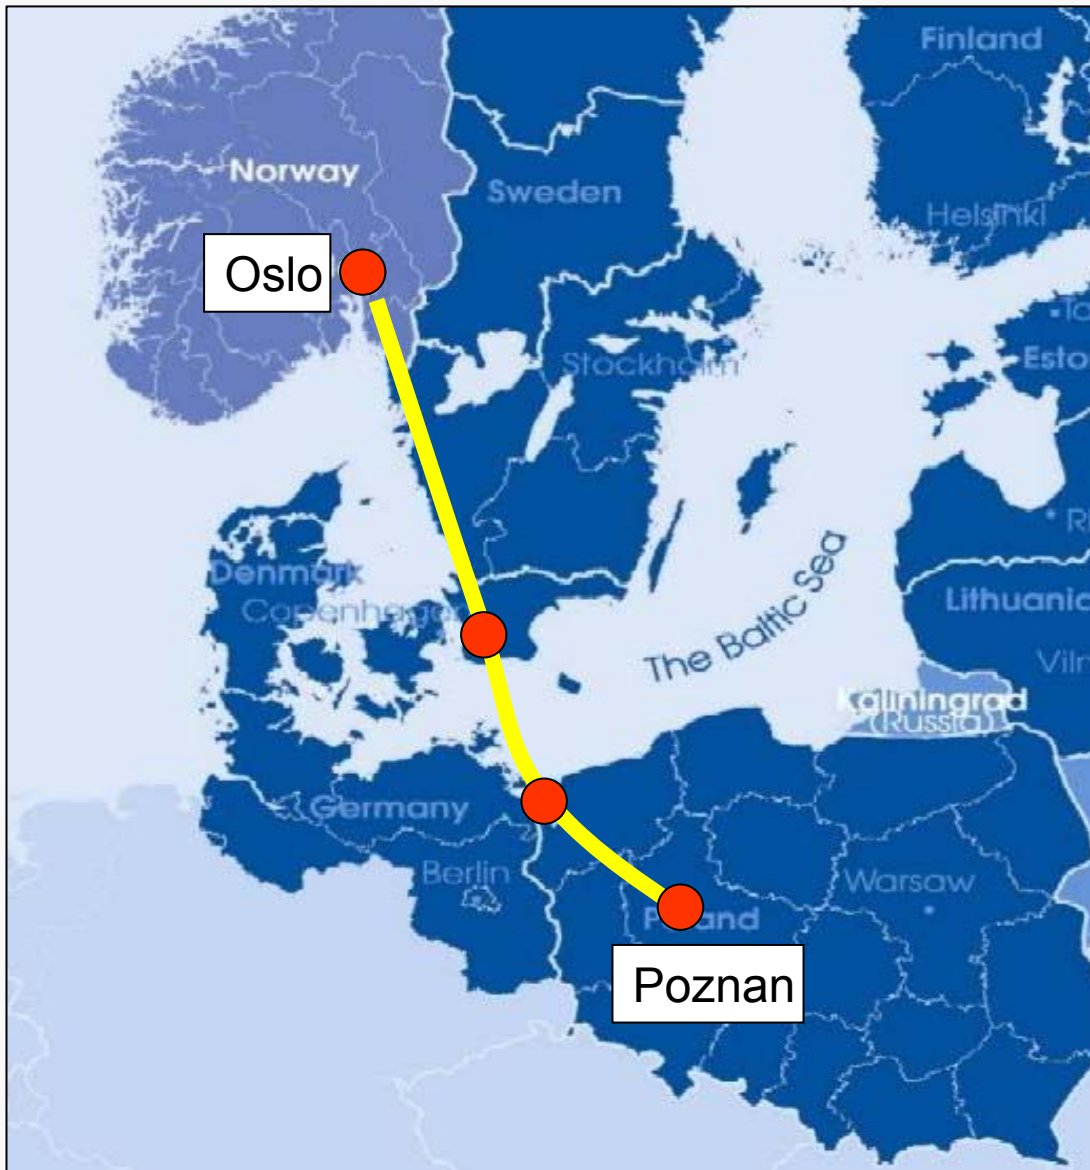 Finland
Norway
Sweden
Helsinki
Oslo
Stockholm
Denmark
Copenhagen
The Baltic Sea
Lithuania
Kaliningrad
(Russia)
Germany
Berlin
Warsaw
Poland
Poznan